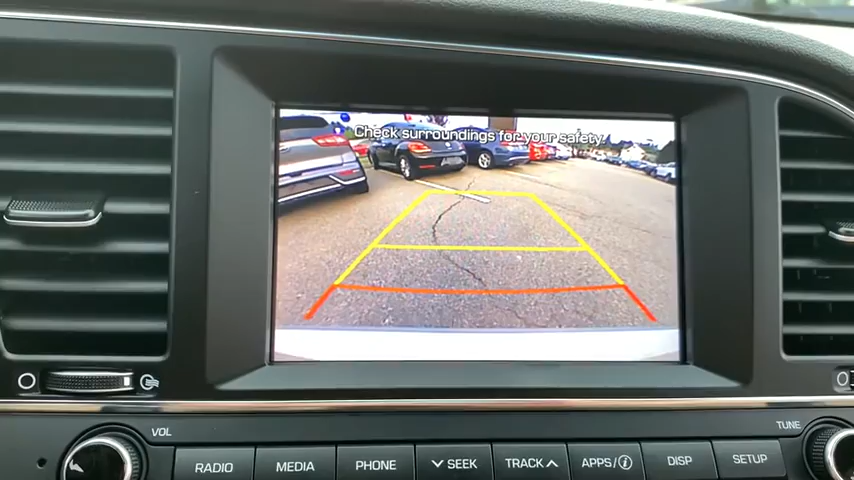 Check surroundings for your safety
VOL
TUNE
RADIO
MEDIA
PHONE
SEEK
TRACK
APPS/i
DISP
SETUP